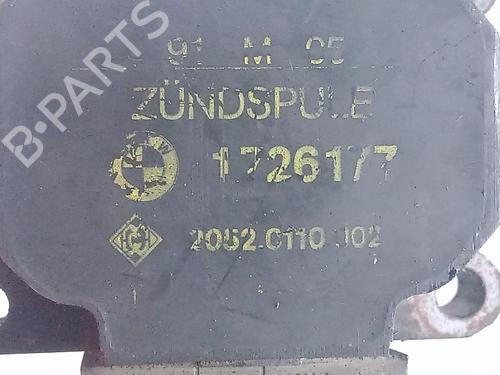 91 M 05
ZÜNDSPULE
1726177
2052.0110.102
B-PARTS